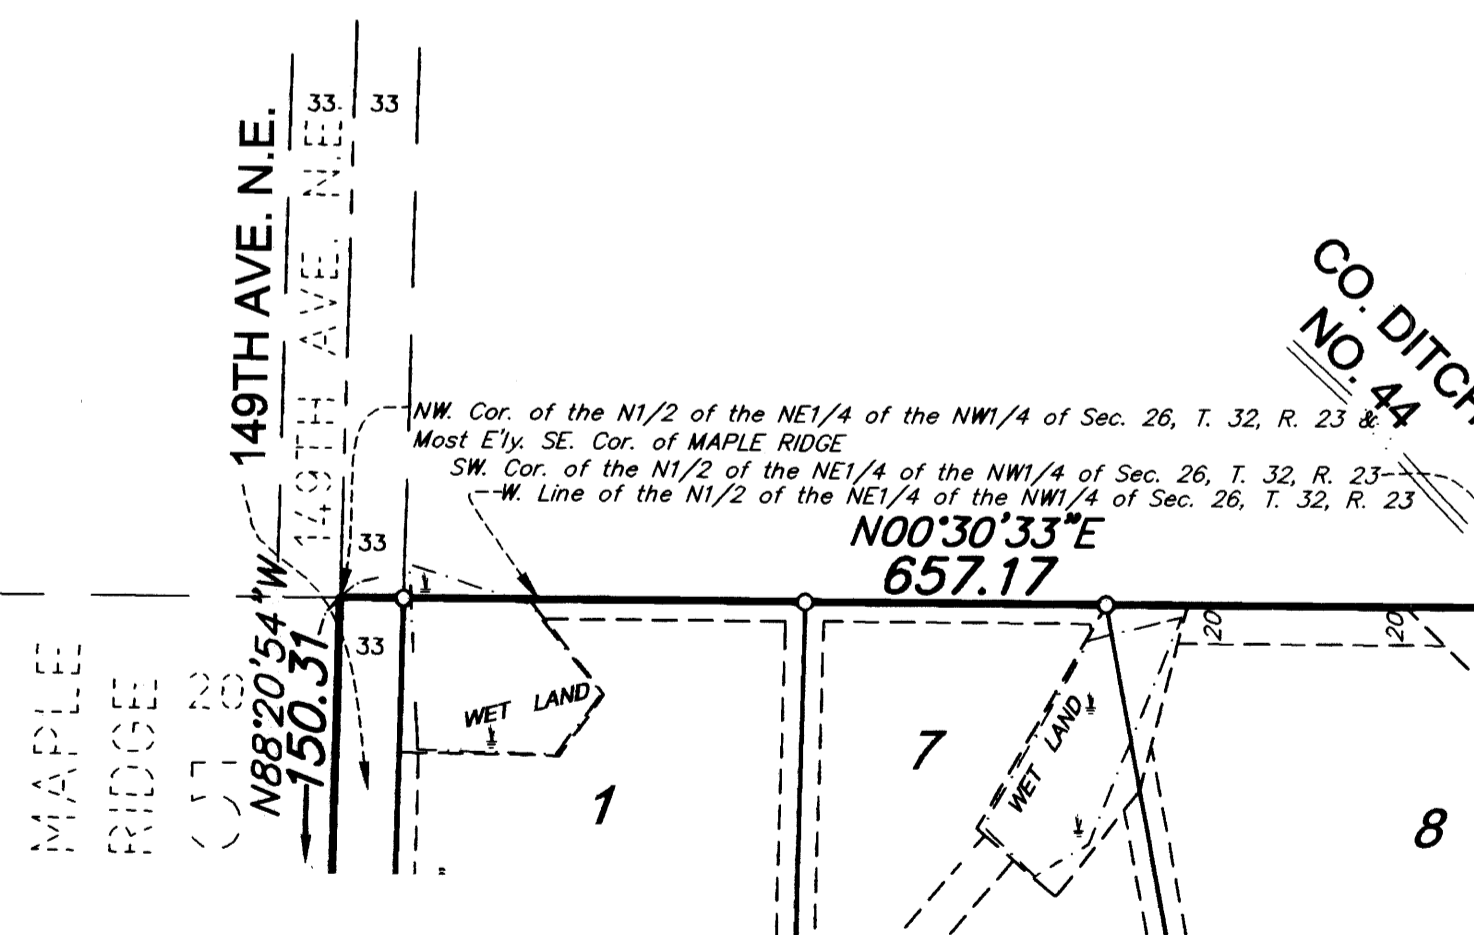 33
33
149TH AVE. N.E.
149TH AVE. N.E.
CO. DITCH
NO. 44
NW. Cor. of the N1/2 of the NE1/4 of the NW1/4 of Sec. 26, T. 32, R. 23 &
Most E'ly. SE. Cor. of MAPLE RIDGE
SW. Cor. of the N1/2 of the NE1/4 of the NW1/4 of Sec. 26, T. 32, R. 23
W. Line of the N1/2 of the NE1/4 of the NW1/4 of Sec. 26, T. 32, R. 23
N00°30'33"E
657.17
33
33
N88°20'54"W
150.31
MAPLE
RIDGE
20
20
WET LAND
WET LAND
1
7
8